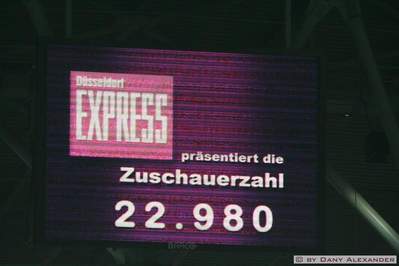 Düsseldorf
EXPRESS
präsentiert die
Zuschauerzahl
22.980
© BY DANY ALEXANDER